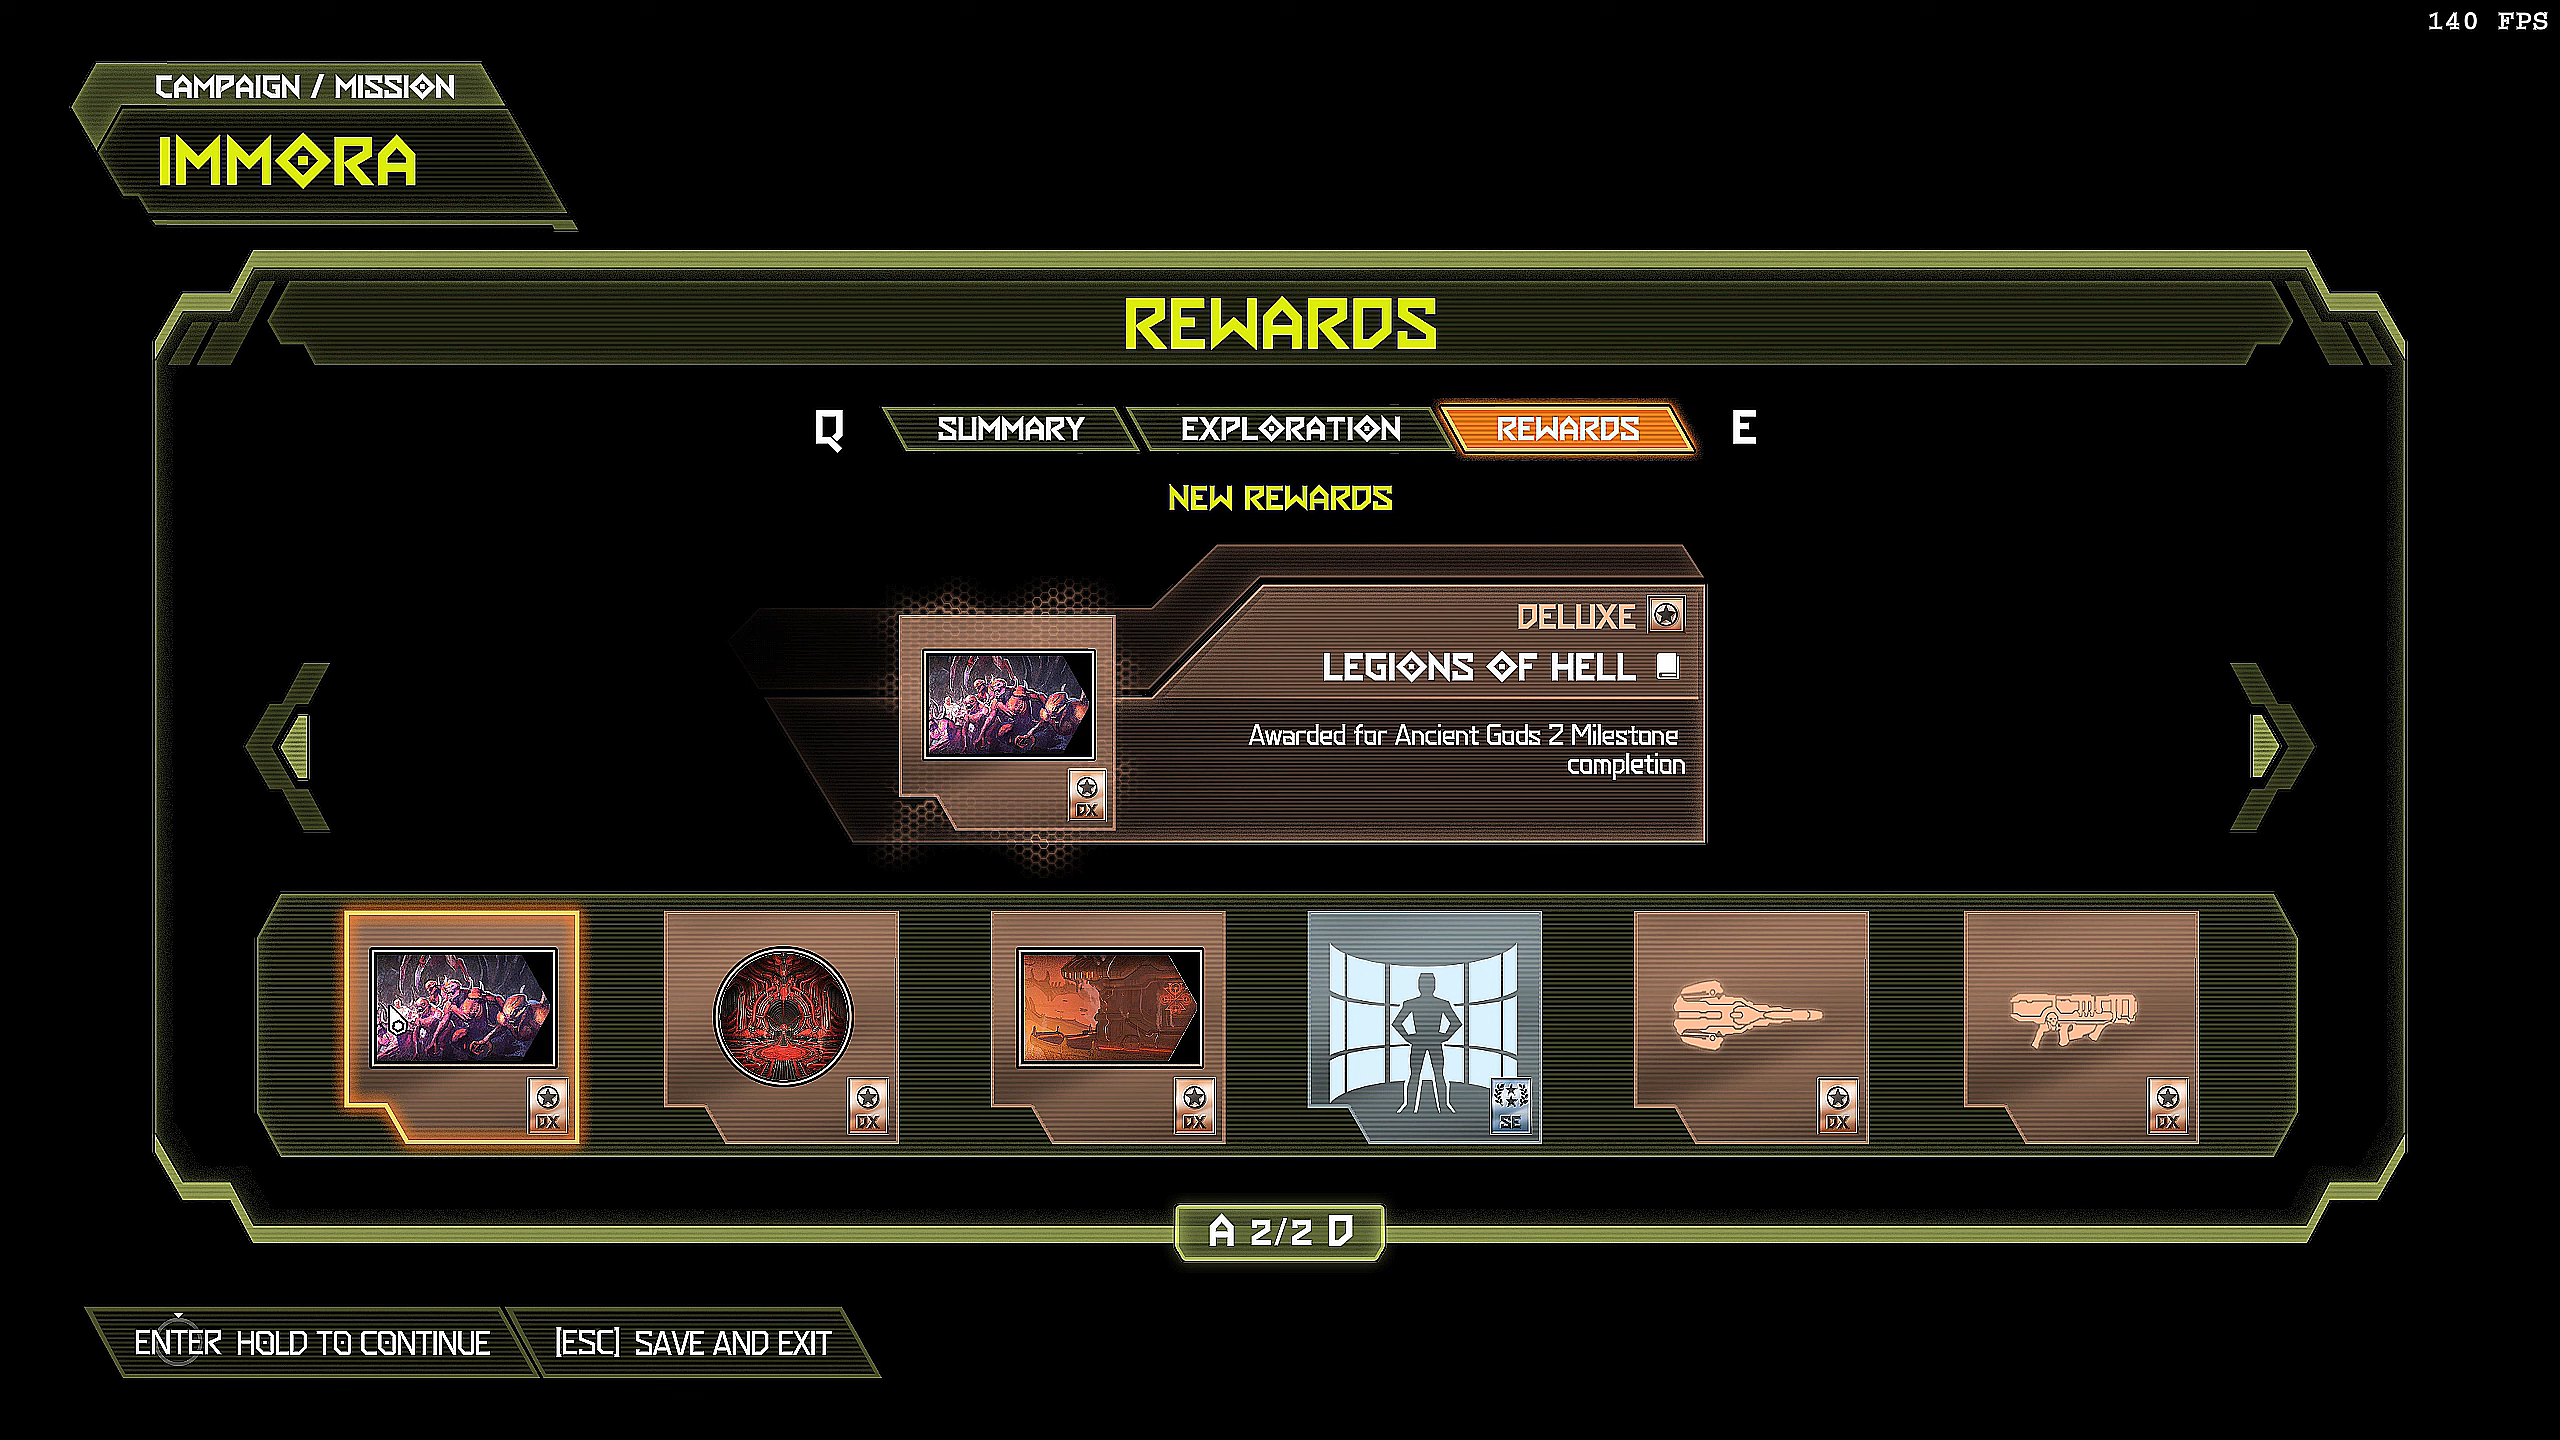 140 FPS
CAMPAIGN / MISSION
IMMORA
REWARDS
Q SUMMARY EXPLORATION REWARDS E
NEW REWARDS
DELUXE
LEGIONS OF HELL
Awarded for Ancient Gods 2 Milestone
completion
DX
DX DX DX SE DX DX
A 2/2 D
ENTER HOLD TO CONTINUE [ESC] SAVE AND EXIT